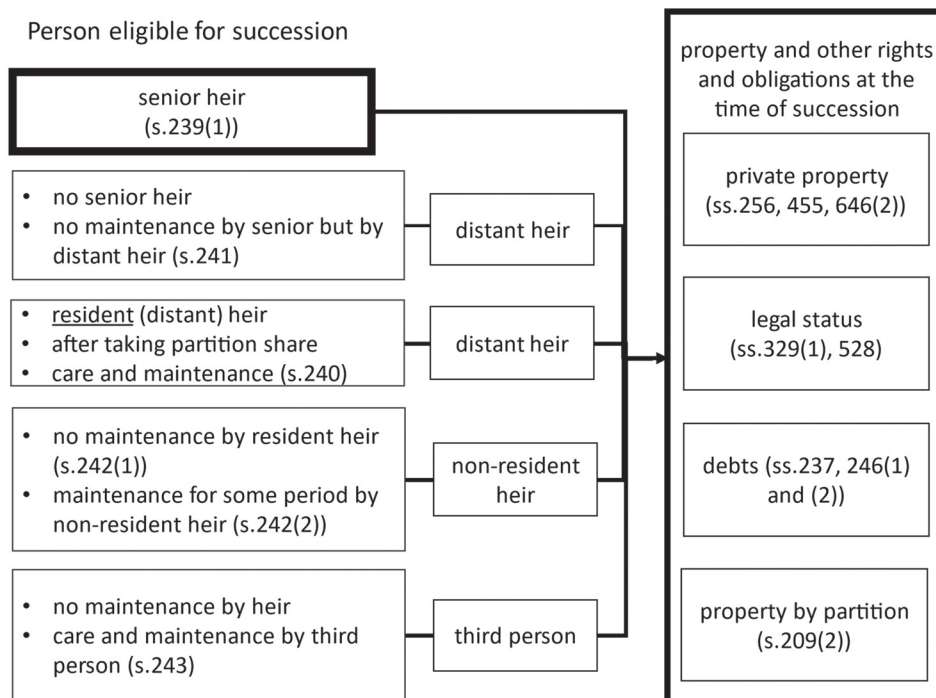 Person eligible for succession
senior heir
(s.239(1))
• no senior heir
• no maintenance by senior but by
distant heir (s.241)
distant heir
• resident (distant) heir
• after taking partition share
• care and maintenance (s.240)
distant heir
• no maintenance by resident heir
(s.242(1))
• maintenance for some period by
non-resident heir (s.242(2))
non-resident
heir
• no maintenance by heir
• care and maintenance by third
person (s.243)
third person
property and other rights
and obligations at the
time of succession
private property
(ss.256, 455, 646(2))
legal status
(ss.329(1), 528)
debts (ss.237, 246(1)
and (2))
property by partition
(s.209(2))